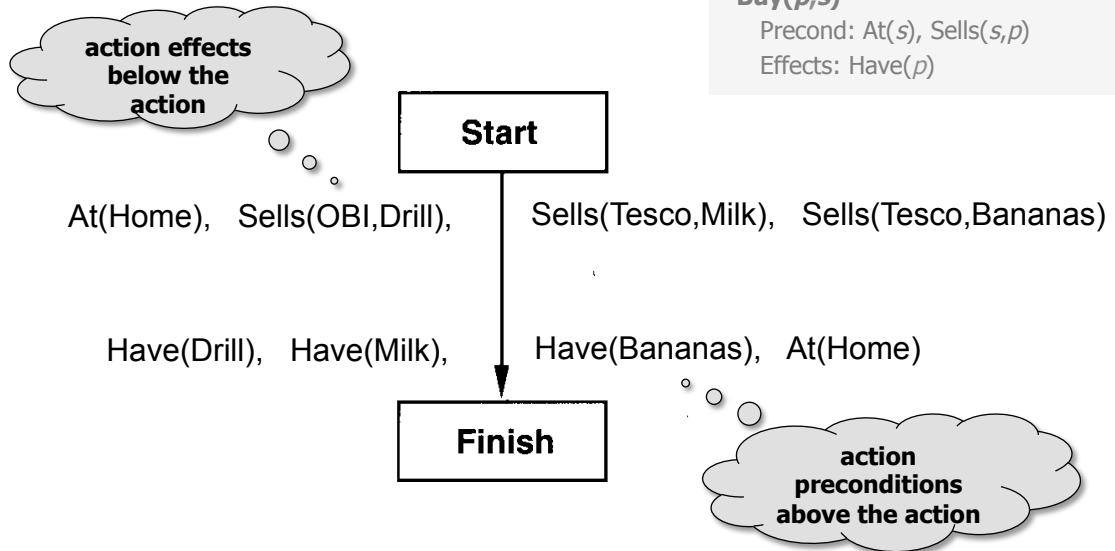 Buy(p,s)
Precond: At(s), Sells(s,p)
Effects: Have(p)
action effects
below the
action
Start
At(Home), Sells(OBI,Drill), Sells(Tesco,Milk), Sells(Tesco,Bananas)
Have(Drill), Have(Milk), Have(Bananas), At(Home)
Finish
action
preconditions
above the action